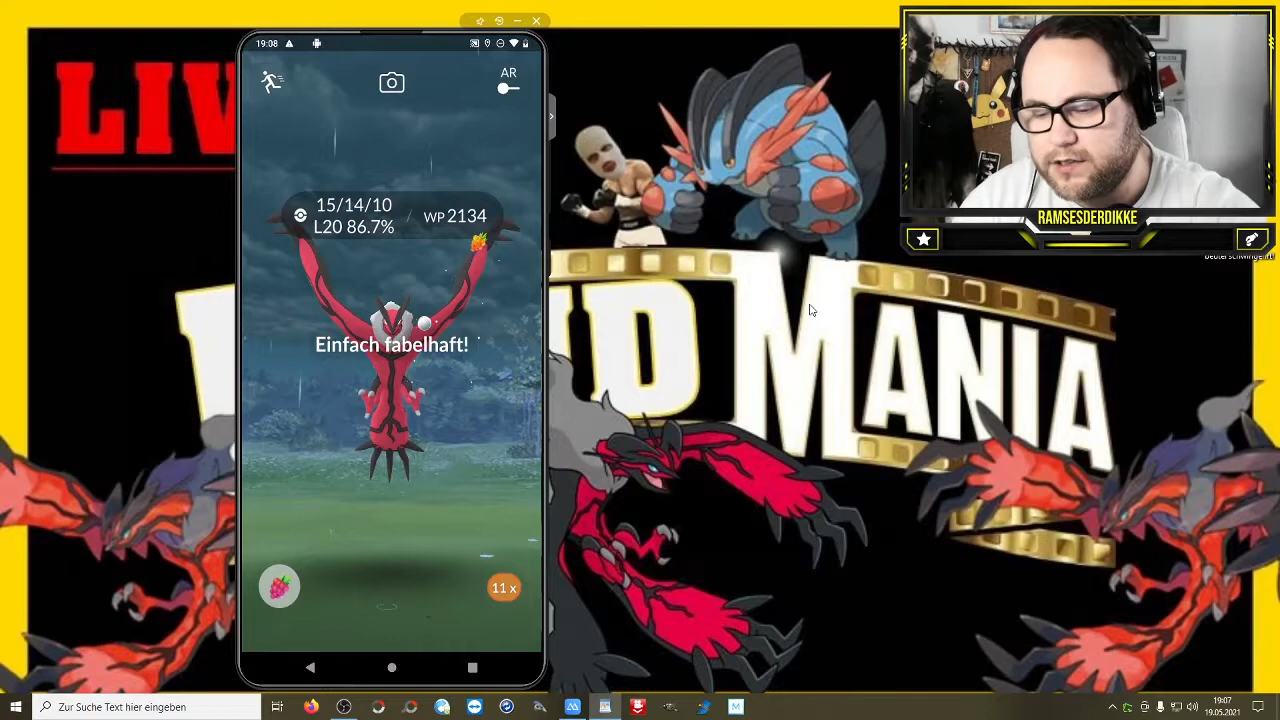 19:08
AR
LIV
15/14/10
L20 86.7%
/
WP 2134
Einfach fabelhaft!
11 x
MANIA
RAMSESDERDIKKE
Zur Suche Text hier eingeben
M
19:07
19.05.2021